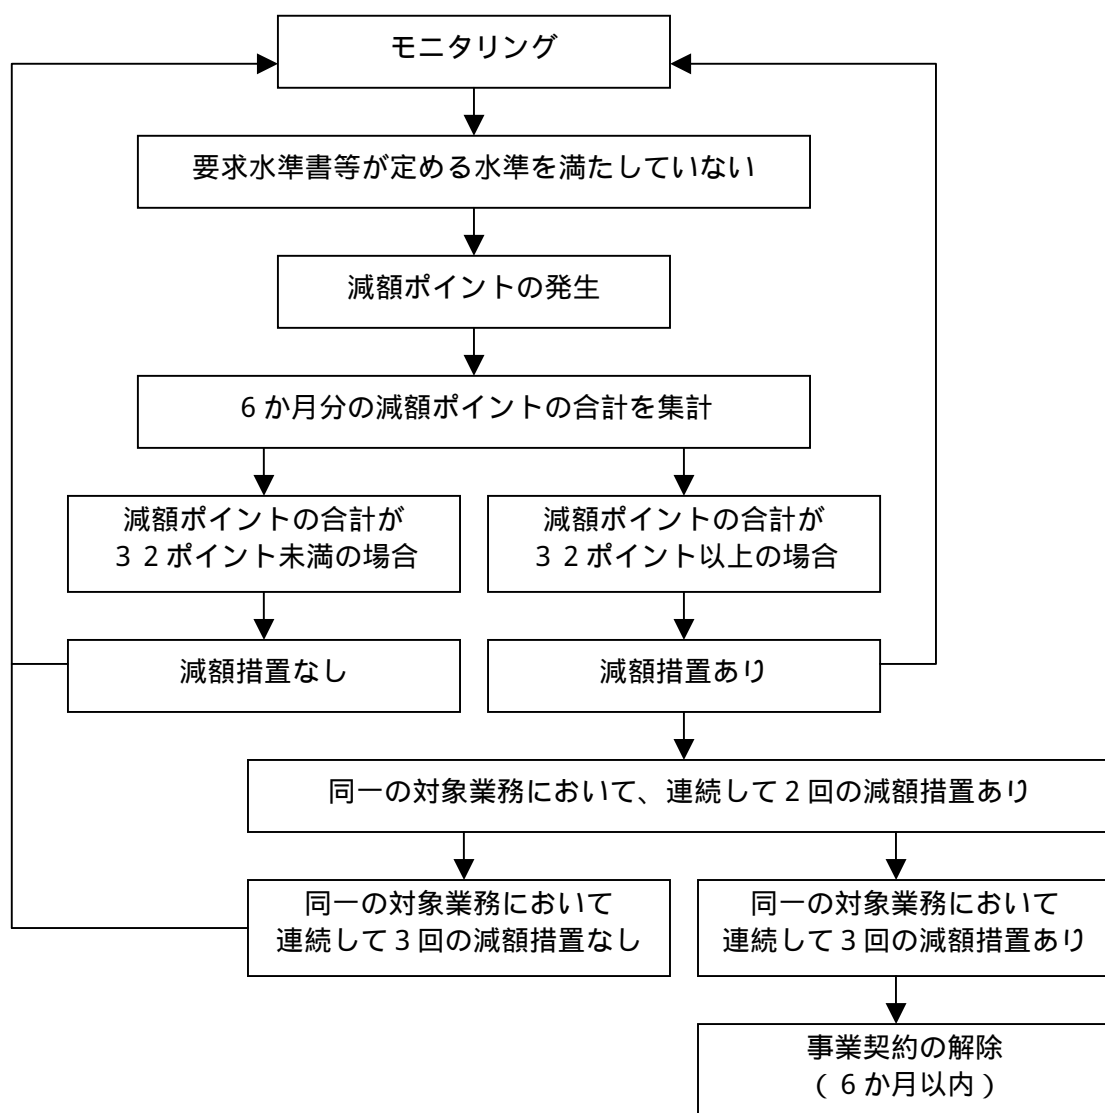 モニタリング
要求水準書等が定める水準を満たしていない
減額ポイントの発生
6か月分の減額ポイントの合計を集計
減額ポイントの合計が
32ポイント未満の場合
減額ポイントの合計が
32ポイント以上の場合
減額措置なし
減額措置あり
同一の対象業務において、連続して2回の減額措置あり
同一の対象業務において
連続して3回の減額措置なし
同一の対象業務において
連続して3回の減額措置あり
事業契約の解除
(6か月以内)